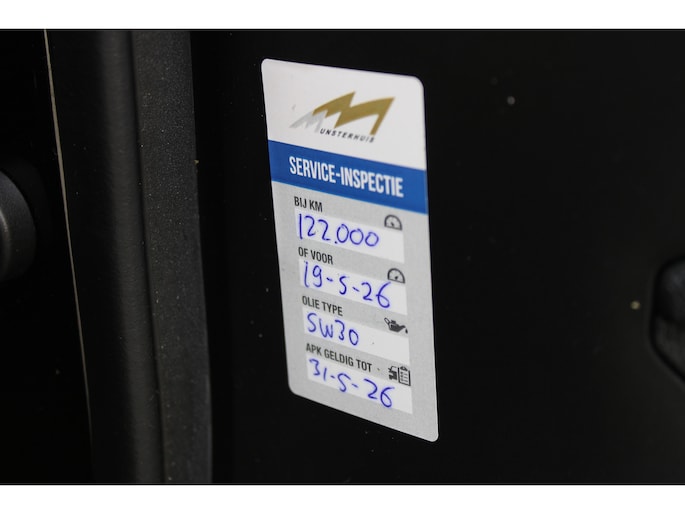 MUNSTERHUIS
SERVICE-INSPECTIE
BIJ KM
122.000
OF VOOR
19-5-26
OLIE TYPE
5W30
APK GELDIG TOT
31-5-26